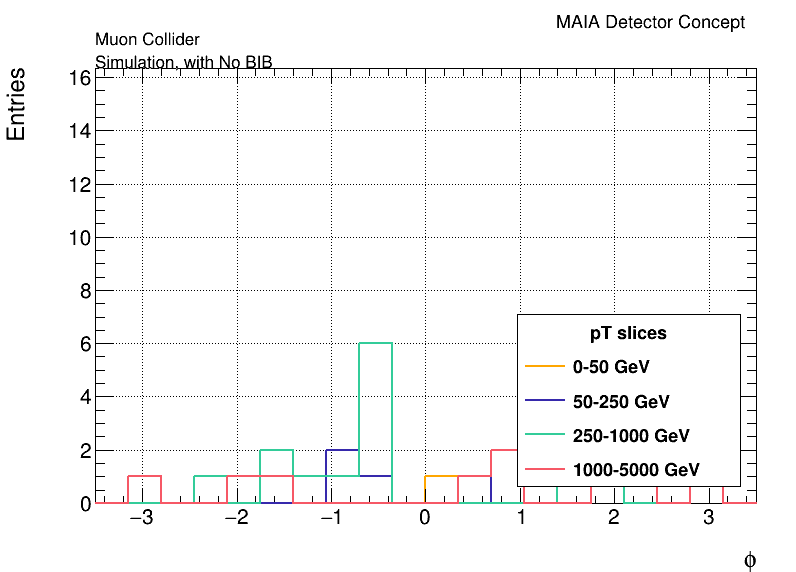 MAIA Detector Concept
Muon Collider
Simulation, with No BIB
Entries
16
14
12
10
8
6
4
2
0
pT slices
0-50 GeV
50-250 GeV
250-1000 GeV
1000-5000 GeV
−3 −2 −1 0 1 2 3
ϕ